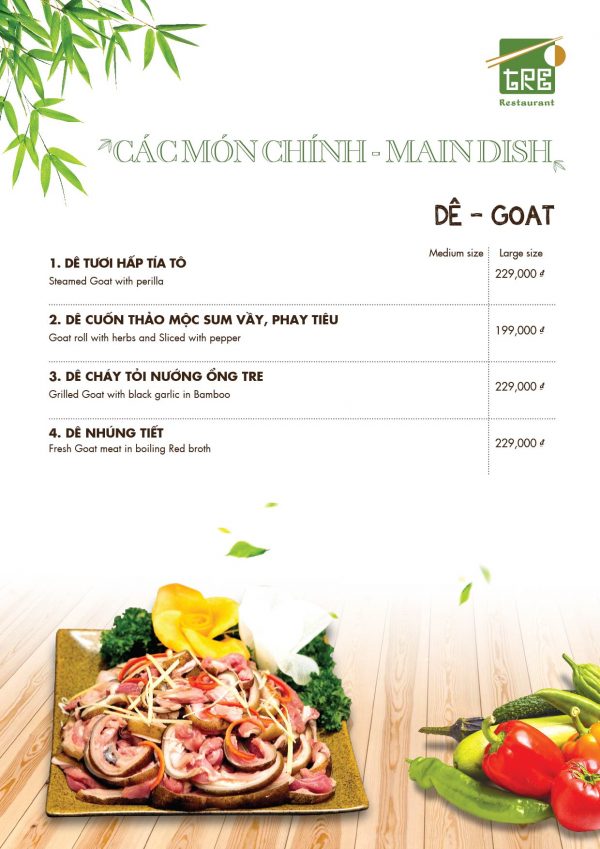 TRE
Restaurant
CÁC MÓN CHÍNH - MAIN DISH
DÊ - GOAT
Medium size Large size
1. DÊ TƯƠI HẤP TÍA TÔ
Steamed Goat with perilla
229,000 đ
2. DÊ CUỐN THẢO MỘC SUM VẦY, PHAY TIÊU
Goat roll with herbs and Sliced with pepper
199,000 đ
3. DÊ CHÁY TỎI NƯỚNG ỐNG TRE
Grilled Goat with black garlic in Bamboo
229,000 đ
4. DÊ NHÚNG TIẾT
Fresh Goat meat in boiling Red broth
229,000 đ